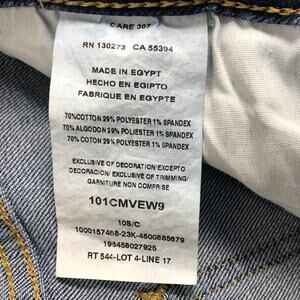 CARE 307
RN 130273 CA 55394
MADE IN EGYPT
HECHO EN EGIPTO
FABRIQUE EN EGYPTE
70%COTTON 29% POLYESTER 1% SPANDEX
70% ALGODON 29% POLIESTER 1% SPANDEX
70% COTON 29% POLYESTER 1% SPANDEX
EXCLUSIVE OF DECORATION/EXCEPTO
DECORACION/ EXCLUSIVE OF TRIMMING/
GARNITURE NON COMPRISE
101CMVEW9
10S/C
1000157468-23K-4500885679
193458027925
RT 544-LOT 4-LINE 17